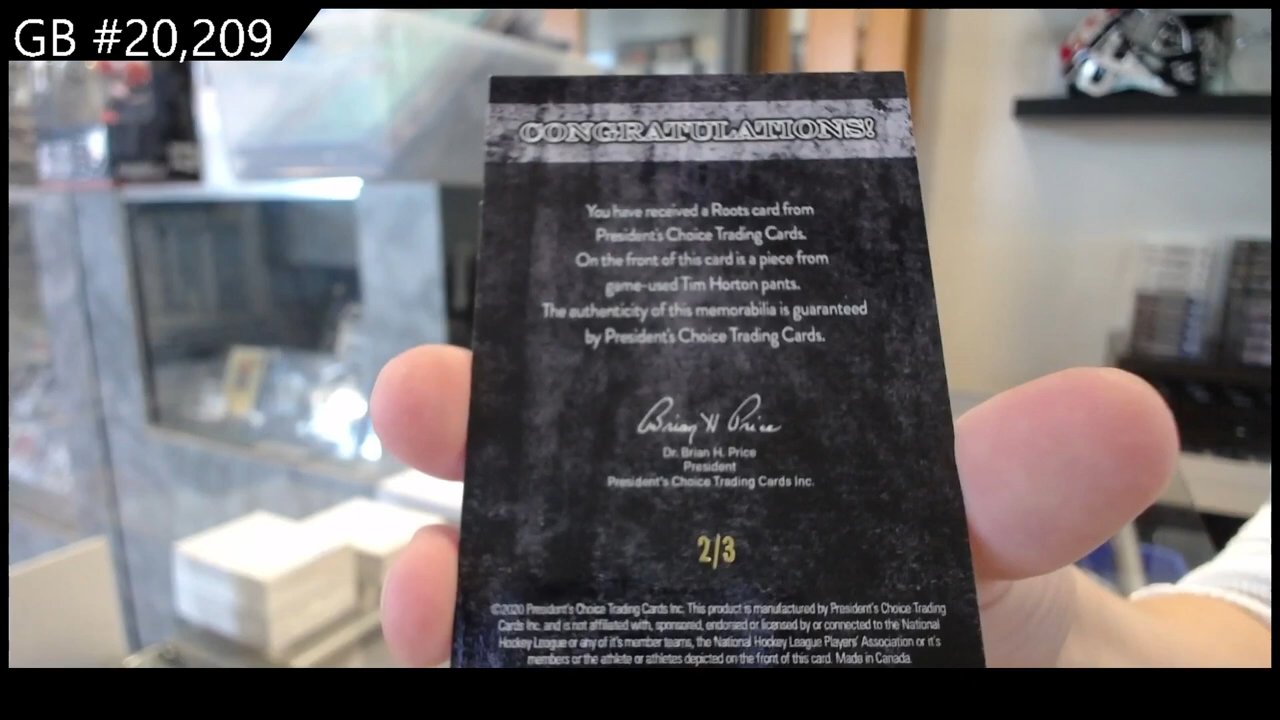 GB #20,209
CONGRATULATIONS!
You have received a Roots card from
President's Choice Trading Cards.
On the front of this card is a piece from
game-used Tim Horton pants.
The authenticity of this memorabilia is guaranteed
by President's Choice Trading Cards.
Brian H Price
Dr. Brian H. Price
President
President's Choice Trading Cards Inc.
2/3
©2020 President's Choice Trading Cards Inc. This product is manufactured by President's Choice Trading
Cards Inc. and is not affiliated with, sponsored, endorsed or licensed by or connected to the National
Hockey League or any of it's member teams, the National Hockey League Players' Association or it's
members or the athlete or athletes depicted on the front of this card. Made in Canada.